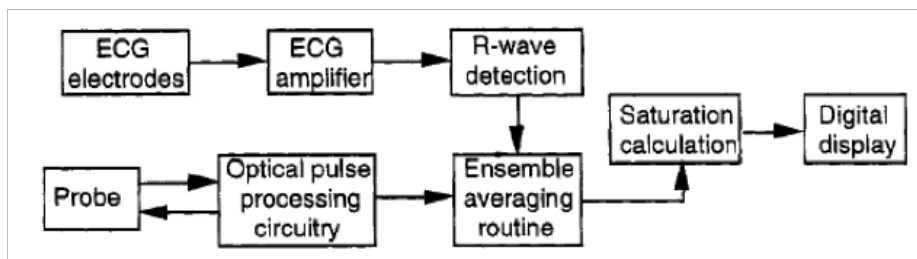 ECG
electrodes
ECG
amplifier
R-wave
detection
Saturation
calculation
Digital
display
Probe
Optical pulse
processing
circuitry
Ensemble
averaging
routine